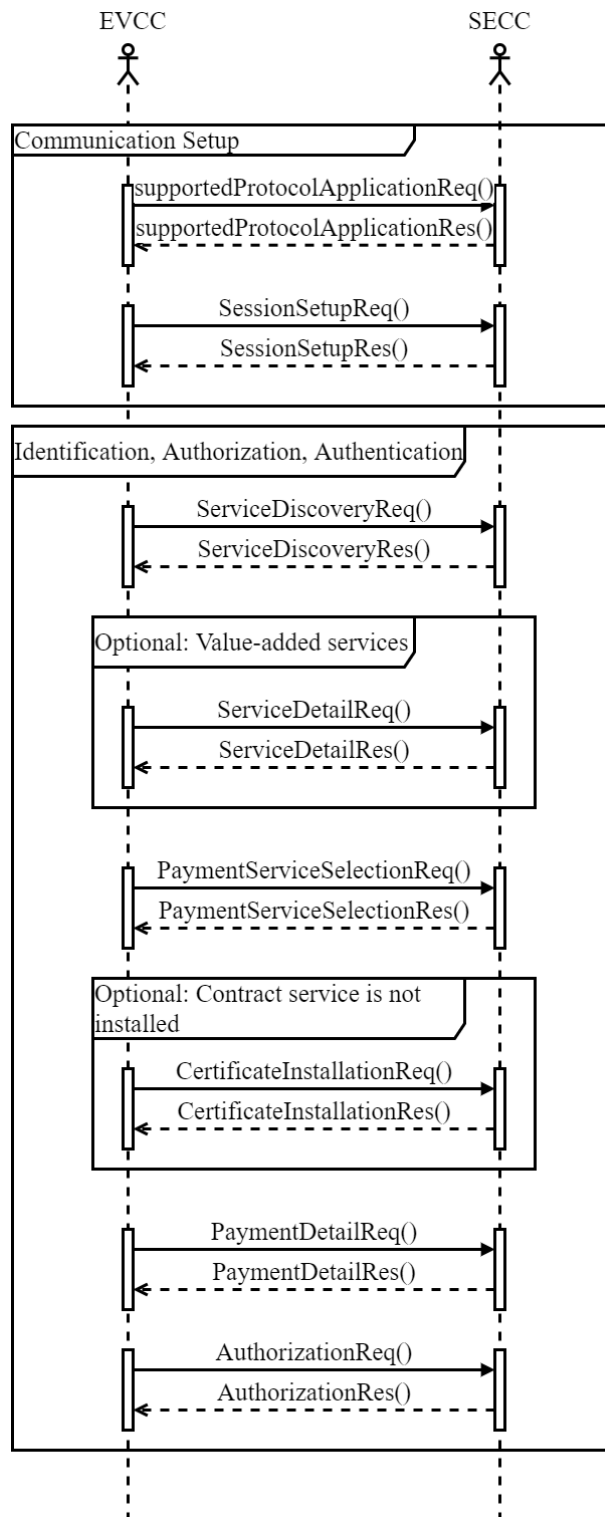 EVCC
SECC
Communication Setup
supportedProtocolApplicationReq()
supportedProtocolApplicationRes()
SessionSetupReq()
SessionSetupRes()
Identification, Authorization, Authentication
ServiceDiscoveryReq()
ServiceDiscoveryRes()
Optional: Value-added services
ServiceDetailReq()
ServiceDetailRes()
PaymentServiceSelectionReq()
PaymentServiceSelectionRes()
Optional: Contract service is not
installed
CertificateInstallationReq()
CertificateInstallationRes()
PaymentDetailReq()
PaymentDetailRes()
AuthorizationReq()
AuthorizationRes()